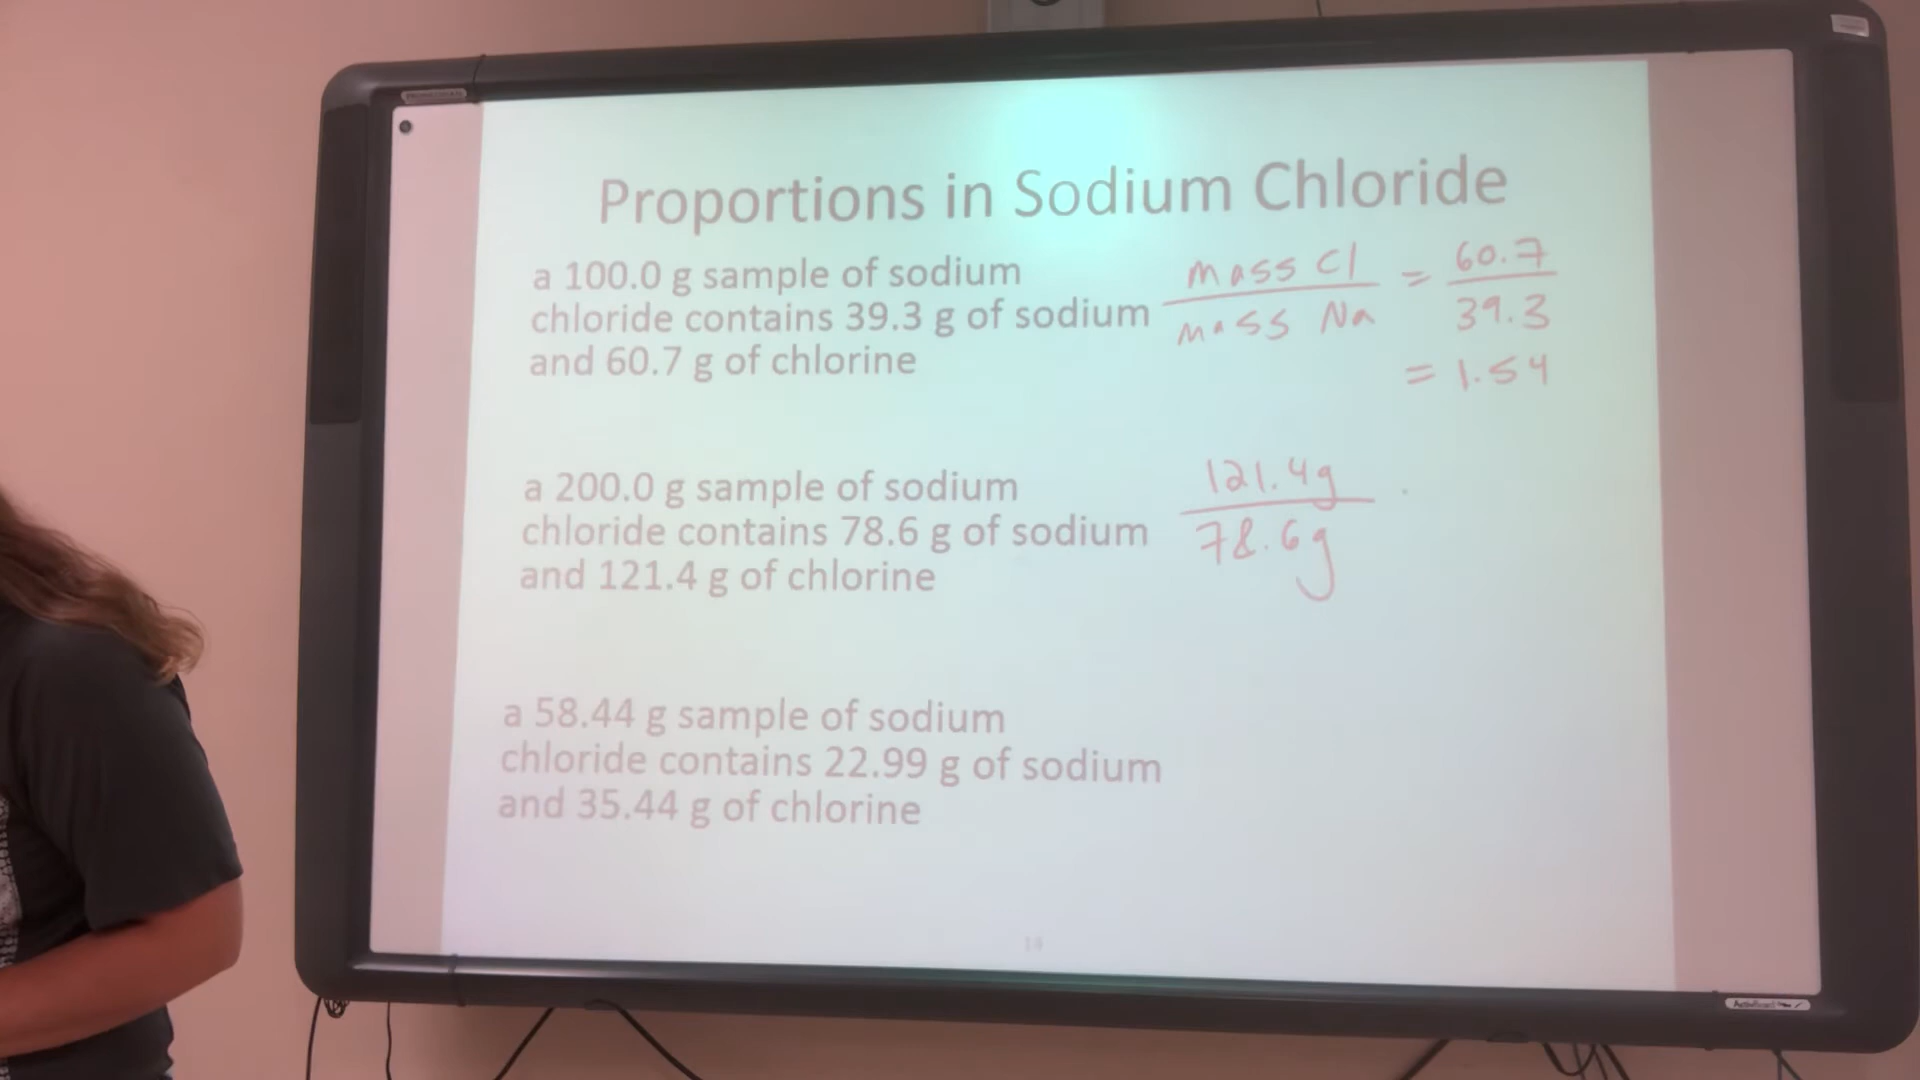 Proportions in Sodium Chloride
a 100.0 g sample of sodium
chloride contains 39.3 g of sodium
and 60.7 g of chlorine
mass Cl
mass Na
= 60.7
39.3
= 1.54
a 200.0 g sample of sodium
chloride contains 78.6 g of sodium
and 121.4 g of chlorine
121.4g
78.6g
a 58.44 g sample of sodium
chloride contains 22.99 g of sodium
and 35.44 g of chlorine